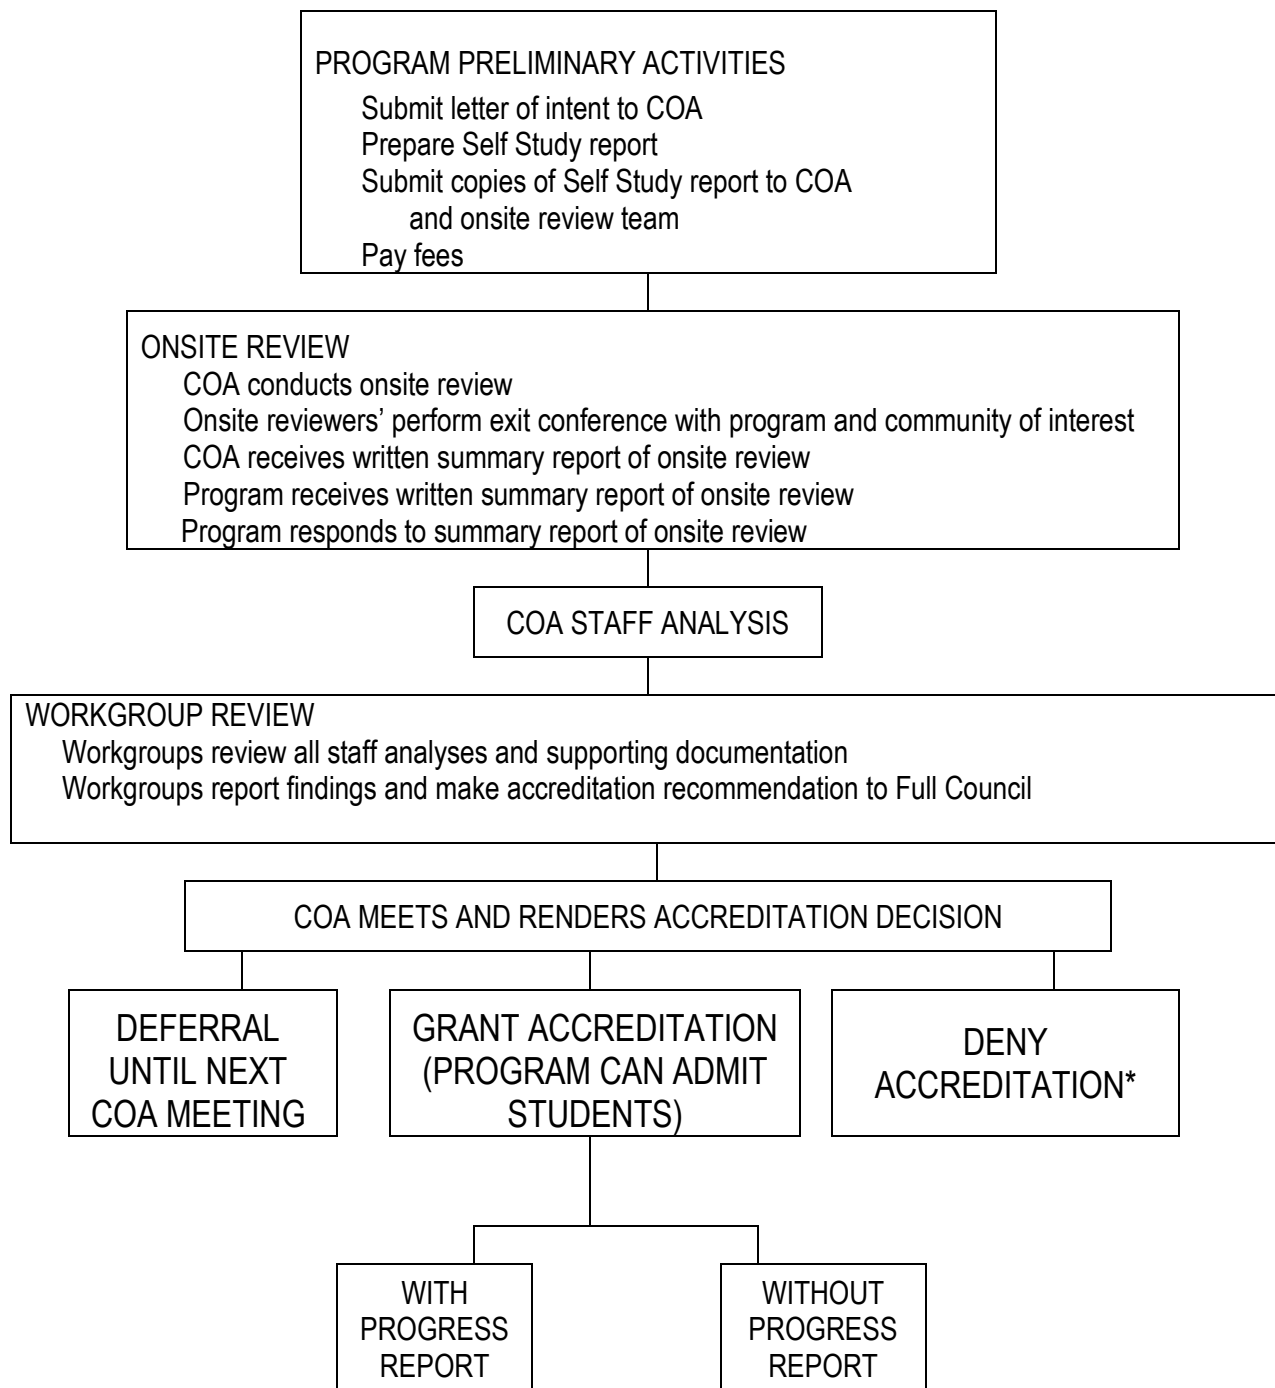 PROGRAM PRELIMINARY ACTIVITIES
Submit letter of intent to COA
Prepare Self Study report
Submit copies of Self Study report to COA
and onsite review team
Pay fees
ONSITE REVIEW
COA conducts onsite review
Onsite reviewers’ perform exit conference with program and community of interest
COA receives written summary report of onsite review
Program receives written summary report of onsite review
Program responds to summary report of onsite review
COA STAFF ANALYSIS
WORKGROUP REVIEW
Workgroups review all staff analyses and supporting documentation
Workgroups report findings and make accreditation recommendation to Full Council
COA MEETS AND RENDERS ACCREDITATION DECISION
DEFERRAL
UNTIL NEXT
COA MEETING
GRANT ACCREDITATION
(PROGRAM CAN ADMIT
STUDENTS)
DENY
ACCREDITATION*
WITH
PROGRESS
REPORT
WITHOUT
PROGRESS
REPORT